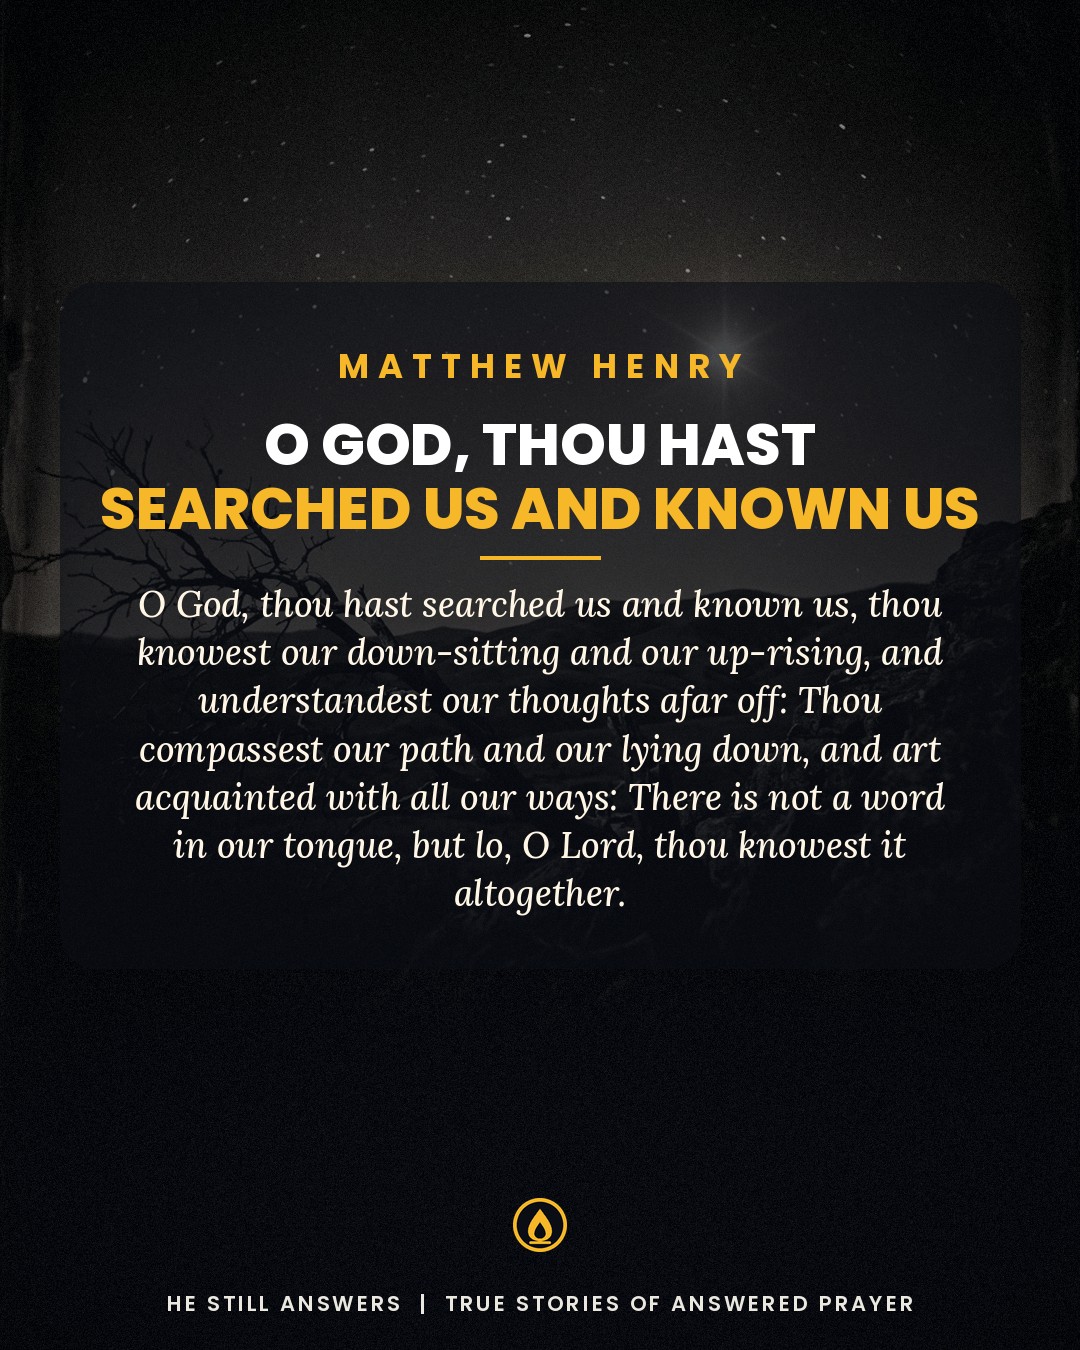 MATTHEW HENRY
O GOD, THOU HAST
SEARCHED US AND KNOWN US
O God, thou hast searched us and known us, thou
knowest our down-sitting and our up-rising, and
understandest our thoughts afar off: Thou
compassest our path and our lying down, and art
acquainted with all our ways: There is not a word
in our tongue, but lo, O Lord, thou knowest it
altogether.
HE STILL ANSWERS | TRUE STORIES OF ANSWERED PRAYER